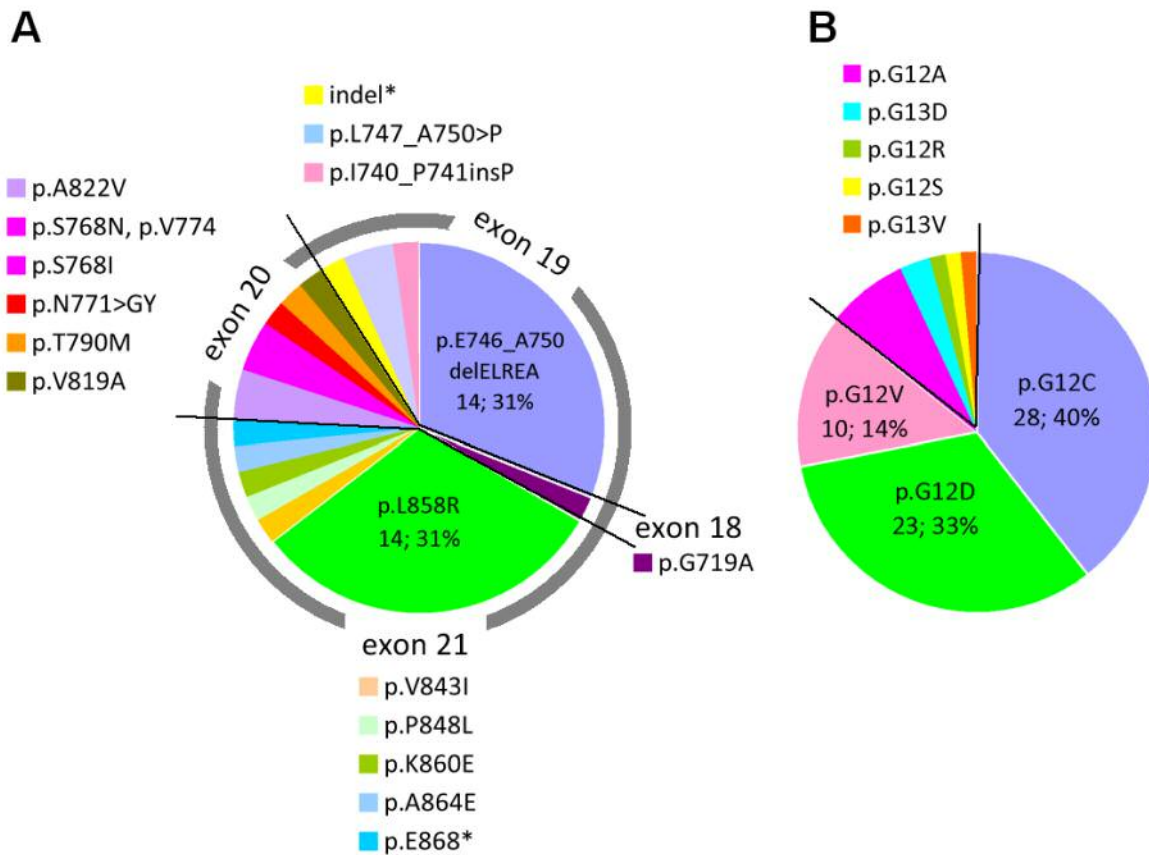 A
indel*
p.L747_A750>P
p.I740_P741insP
p.A822V
p.S768N, p.V774
p.S768I
p.N771>GY
p.T790M
p.V819A
exon 20
exon 19
p.E746_A750
delELREA
14; 31%
p.L858R
14; 31%
exon 18
p.G719A
exon 21
p.V843I
p.P848L
p.K860E
p.A864E
p.E868*
B
p.G12A
p.G13D
p.G12R
p.G12S
p.G13V
p.G12C
28; 40%
p.G12V
10; 14%
p.G12D
23; 33%